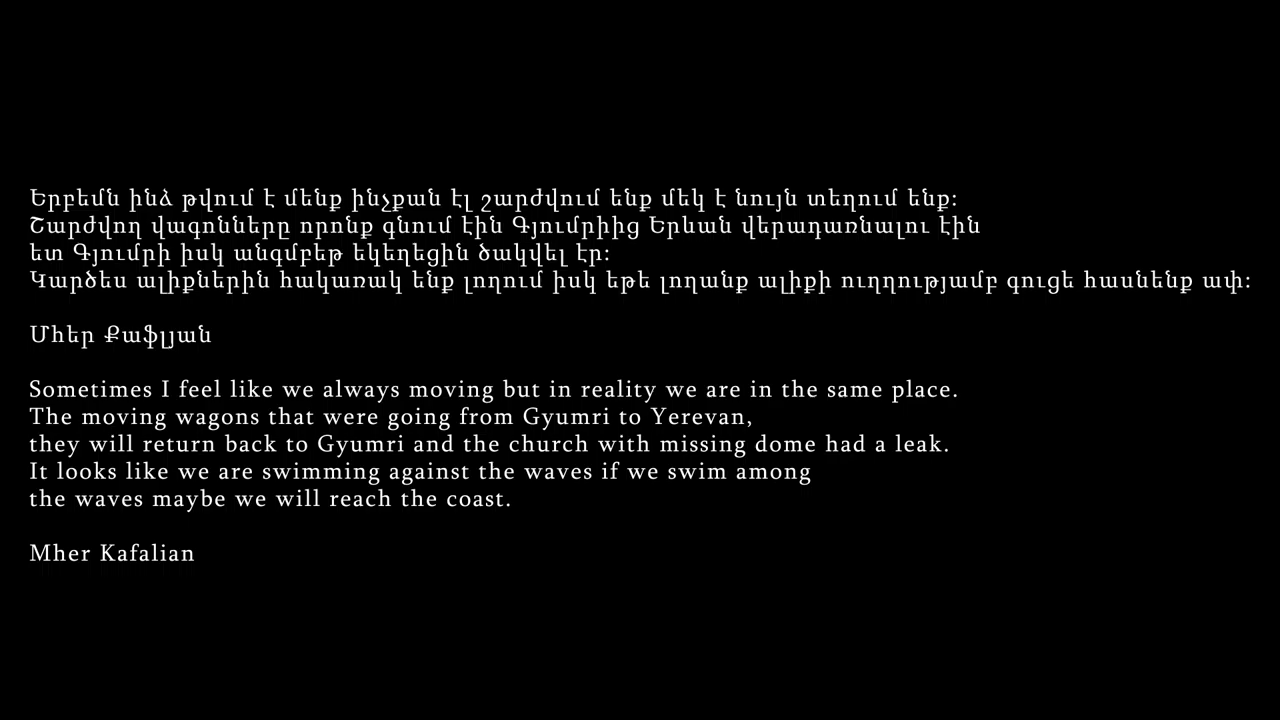 Երբեմն ինձ թվում է մենք ինչքան էլ շարժվում ենք մեկ է նույն տեղում ենք։
Շարժվող վագոնները որոնք գնում էին Գյումրիից Երևան վերադառնալու էին
ետ Գյումրի իսկ անգմբեթ եկեղեցին ծակվել էր։
Կարծես ալիքներին հակառակ ենք լողում իսկ եթե լողանք ալիքի ուղղությամբ գուցե հասնենք ափ։
Մհեր Քաֆլյան
Sometimes I feel like we always moving but in reality we are in the same place.
The moving wagons that were going from Gyumri to Yerevan,
they will return back to Gyumri and the church with missing dome had a leak.
It looks like we are swimming against the waves if we swim among
the waves maybe we will reach the coast.
Mher Kafalian